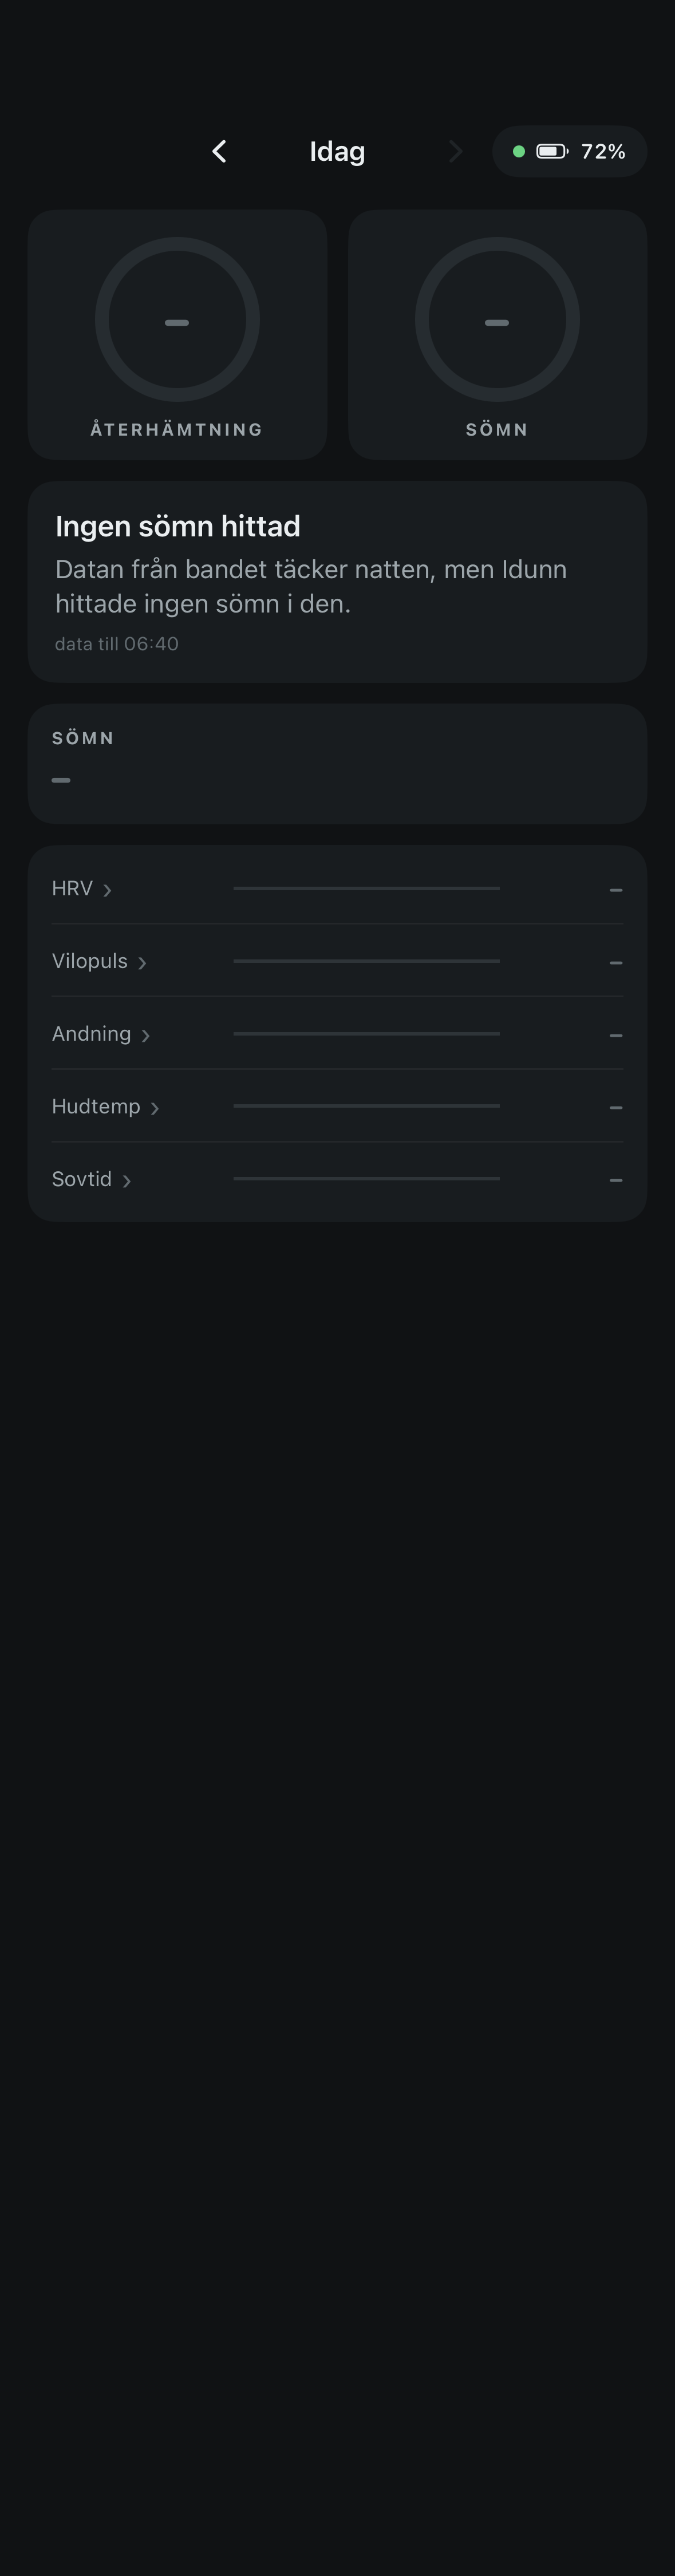 Idag
72%
–
–
ÅTERHÄMTNING
SÖMN
Ingen sömn hittad
Datan från bandet täcker natten, men Idunn
hittade ingen sömn i den.
data till 06:40
SÖMN
–
HRV –
Vilopuls –
Andning –
Hudtemp –
Sovtid –